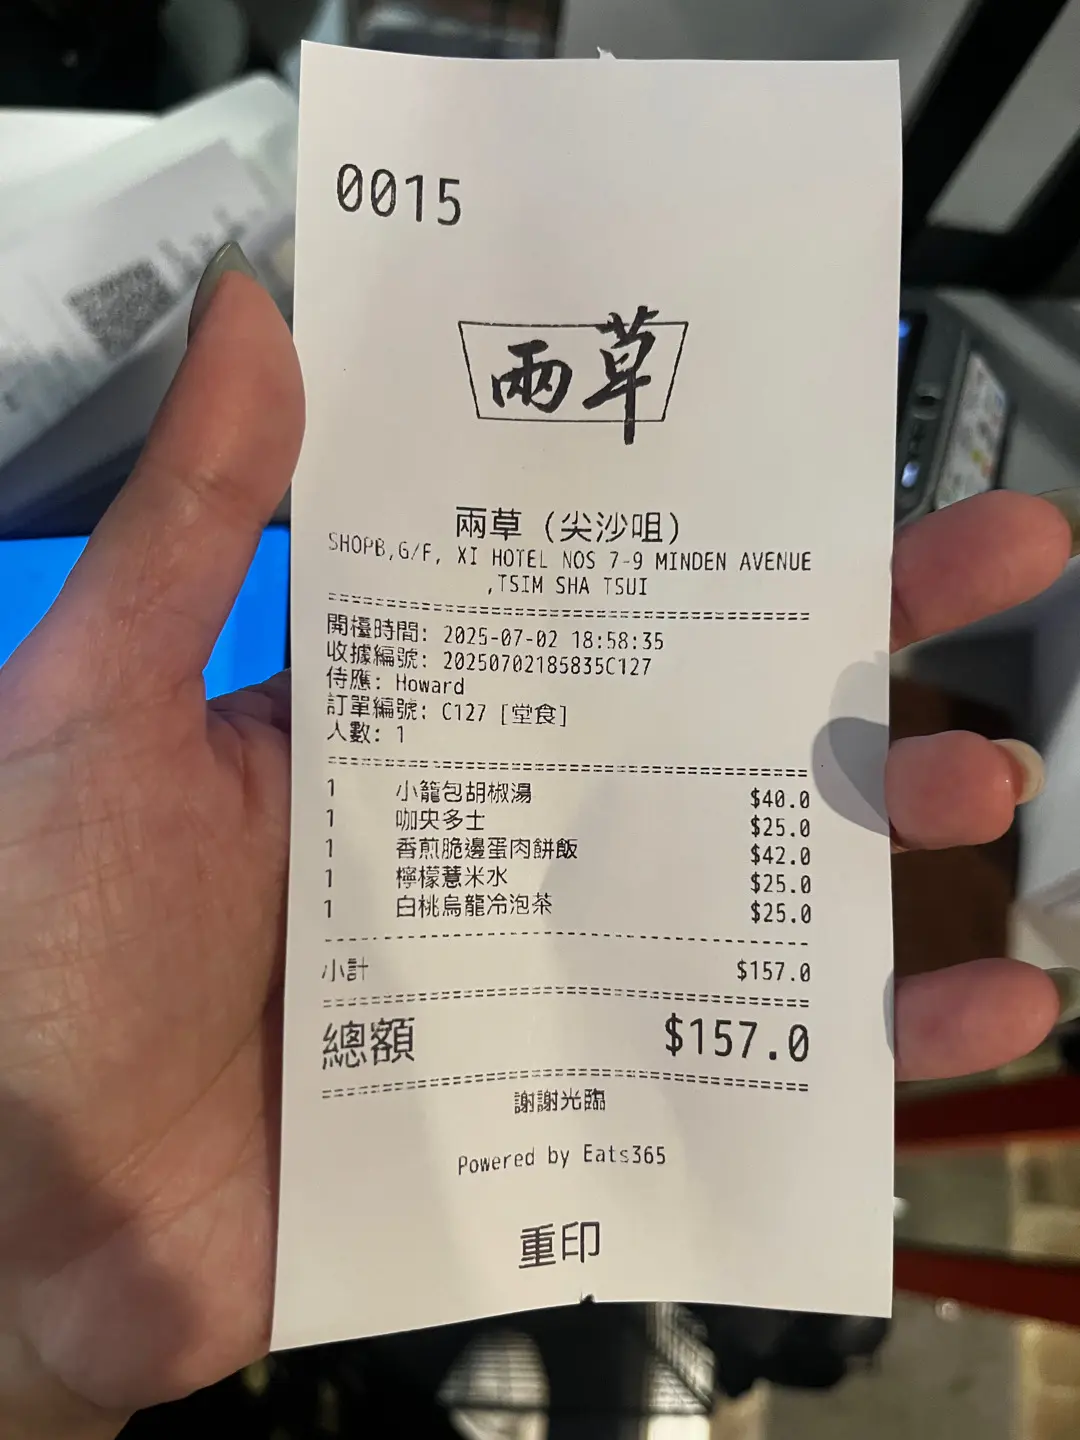 0015
兩草
兩草 (尖沙咀)
SHOPB,G/F, XI HOTEL NOS 7-9 MINDEN AVENUE
,TSIM SHA TSUI
開檯時間: 2025-07-02 18:58:35
收據編號: 20250702185835C127
侍應: Howard
訂單編號: C127 [堂食]
人數: 1
1 小籠包胡椒湯 $40.0
1 咖央多士 $25.0
1 香煎脆邊蛋肉餅飯 $42.0
1 檸檬薏米水 $25.0
1 白桃烏龍冷泡茶 $25.0
小計 $157.0
總額 $157.0
謝謝光臨
Powered by Eats365
重印